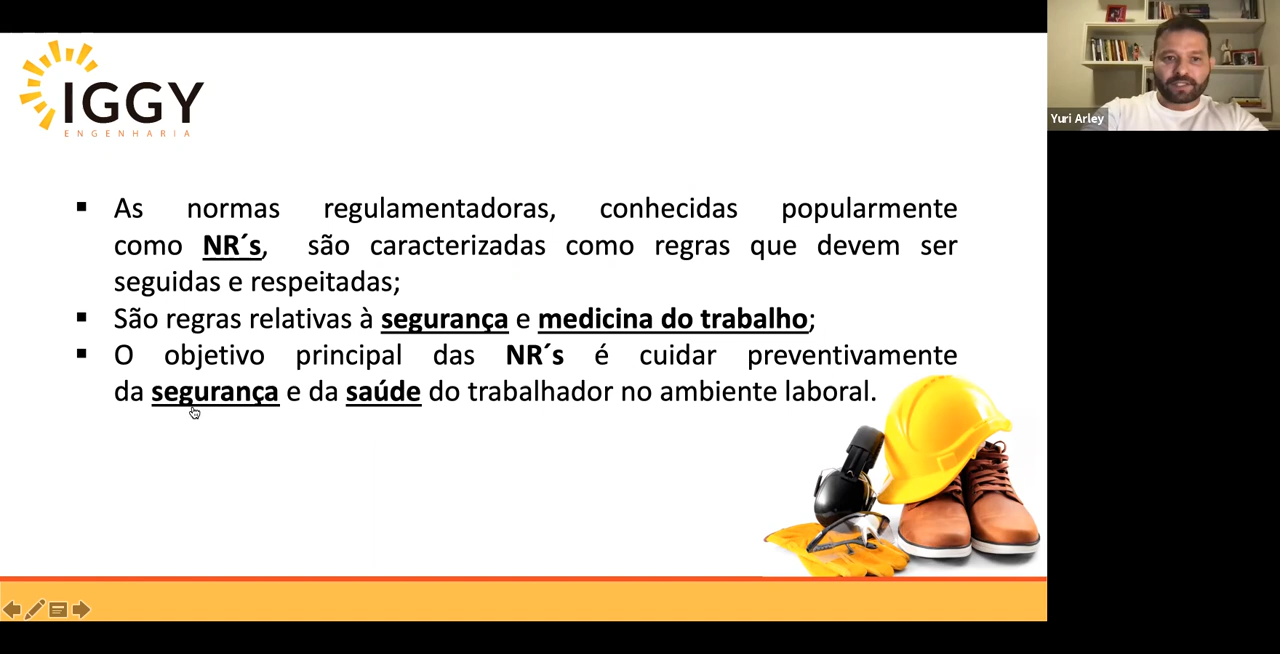 IGGY
ENGENHARIA
Yuri Arley
▪ As normas regulamentadoras, conhecidas popularmente
como NR´s, são caracterizadas como regras que devem ser
seguidas e respeitadas;
▪ São regras relativas à segurança e medicina do trabalho;
▪ O objetivo principal das NR´s é cuidar preventivamente
da segurança e da saúde do trabalhador no ambiente laboral.